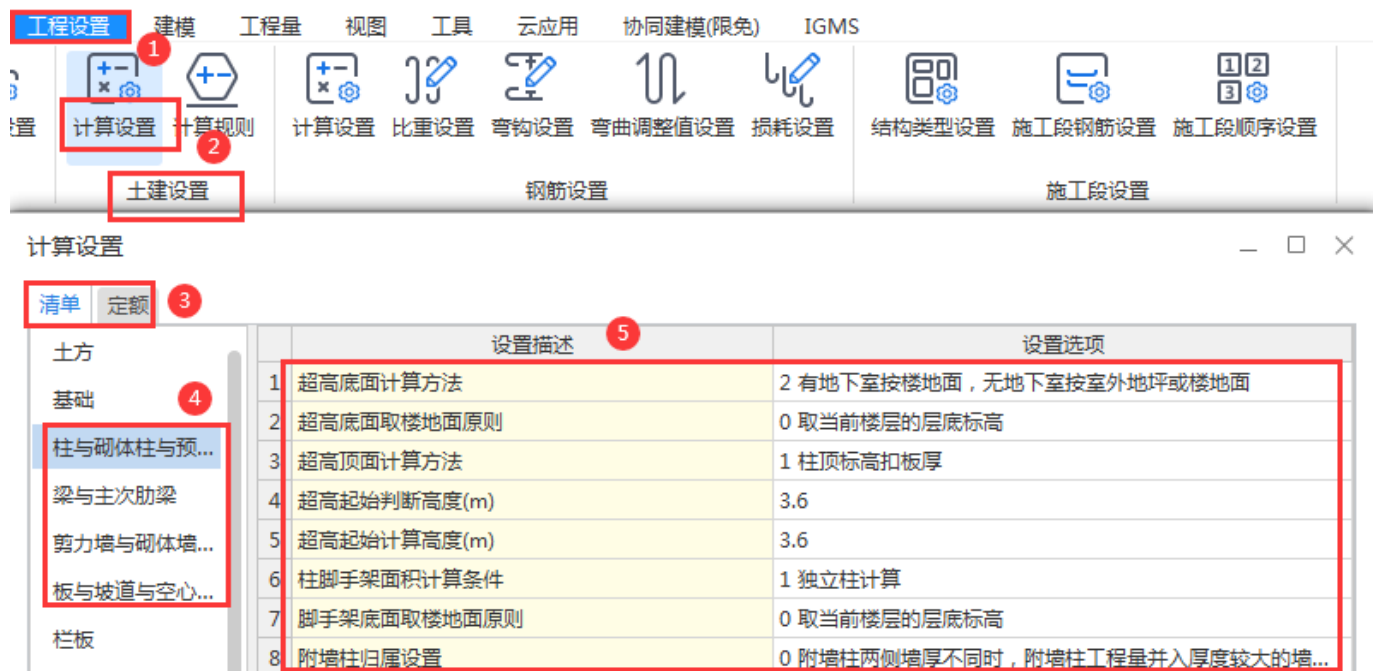 工程设置 建模 工程量 视图 工具 云应用 协同建模(限免) IGMS
1
置 计算设置 计算规则 计算设置 比重设置 弯钩设置 弯曲调整值设置 损耗设置 结构类型设置 施工段钢筋设置 施工段顺序设置
2
土建设置 钢筋设置 施工段设置
计算设置
清单 定额 3
设置描述 5 设置选项
土方
基础 4
柱与砌体柱与预...
梁与主次肋梁
剪力墙与砌体墙...
板与坡道与空心...
栏板
1 超高底面计算方法 2 有地下室按楼地面，无地下室按室外地坪或楼地面
2 超高底面取楼地面原则 0 取当前楼层的层底标高
3 超高顶面计算方法 1 柱顶标高扣板厚
4 超高起始判断高度(m) 3.6
5 超高起始计算高度(m) 3.6
6 柱脚手架面积计算条件 1 独立柱计算
7 脚手架底面取楼地面原则 0 取当前楼层的层底标高
8 附墙柱归属设置 0 附墙柱两侧墙厚不同时，附墙柱工程量并入厚度较大的墙...